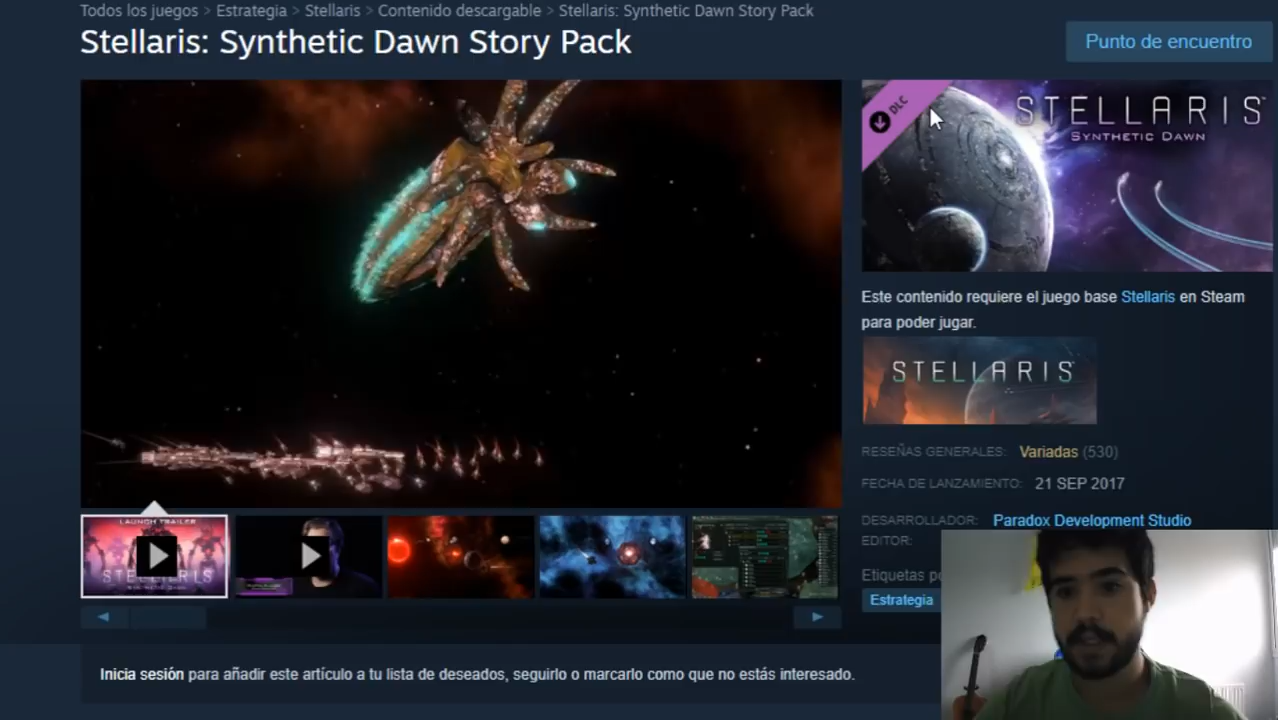 Todos los juegos > Estrategia > Stellaris > Contenido descargable > Stellaris: Synthetic Dawn Story Pack
Stellaris: Synthetic Dawn Story Pack
Punto de encuentro
DLC
STELLARIS
SYNTHETIC DAWN
Este contenido requiere el juego base Stellaris en Steam
para poder jugar.
STELLARIS
RESEÑAS GENERALES: Variadas (530)
FECHA DE LANZAMIENTO: 21 SEP 2017
DESARROLLADOR: Paradox Development Studio
EDITOR:
Etiquetas po
Estrategia
LAUNCH TRAILER
STELLARIS
Inicia sesión para añadir este artículo a tu lista de deseados, seguirlo o marcarlo como que no estás interesado.